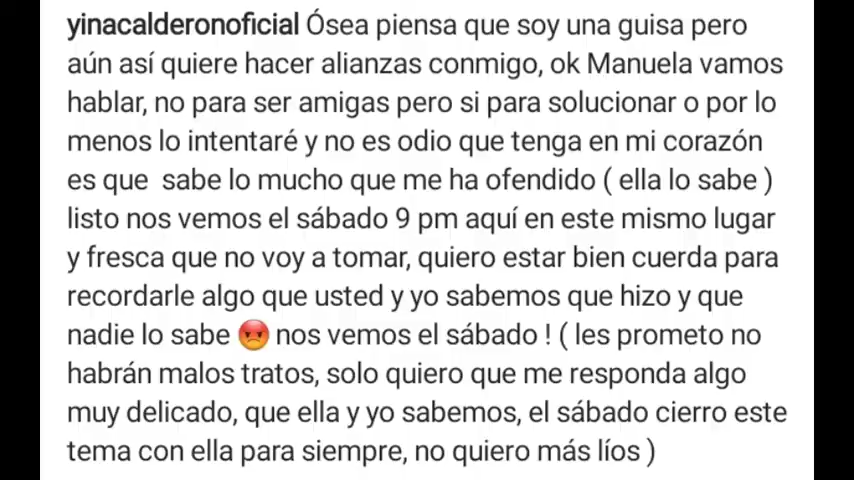 yinacalderonoficial Ósea piensa que soy una guisa pero
aún así quiere hacer alianzas conmigo, ok Manuela vamos
hablar, no para ser amigas pero si para solucionar o por lo
menos lo intentaré y no es odio que tenga en mi corazón
es que  sabe lo mucho que me ha ofendido ( ella lo sabe )
listo nos vemos el sábado 9 pm aquí en este mismo lugar
y fresca que no voy a tomar, quiero estar bien cuerda para
recordarle algo que usted y yo sabemos que hizo y que
nadie lo sabe 😡 nos vemos el sábado ! ( les prometo no
habrán malos tratos, solo quiero que me responda algo
muy delicado, que ella y yo sabemos, el sábado cierro este
tema con ella para siempre, no quiero más líos )